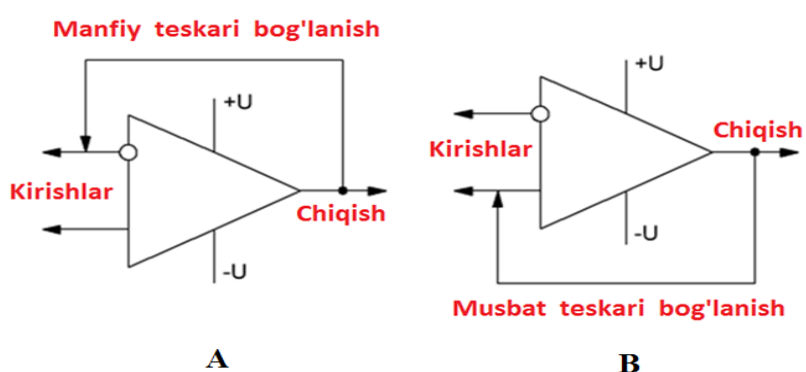 Manfiy teskari bog'lanish
+U
Kirishlar
Chiqish
-U
A
+U
Chiqish
Kirishlar
-U
Musbat teskari bog'lanish
B